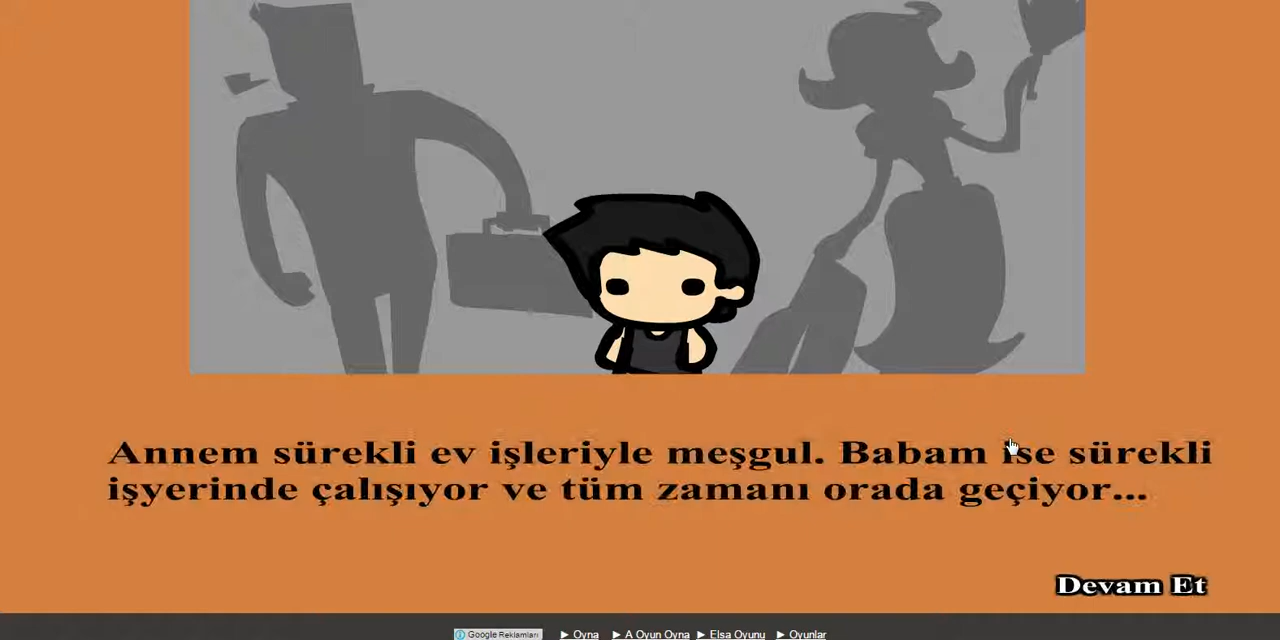 Annem sürekli ev işleriyle meşgul. Babam ise sürekli
işyerinde çalışıyor ve tüm zamanı orada geçiyor...
Devam Et
Google Reklamları ► Oyna ► A Oyun Oyna ► Elsa Oyunu ► Oyunlar